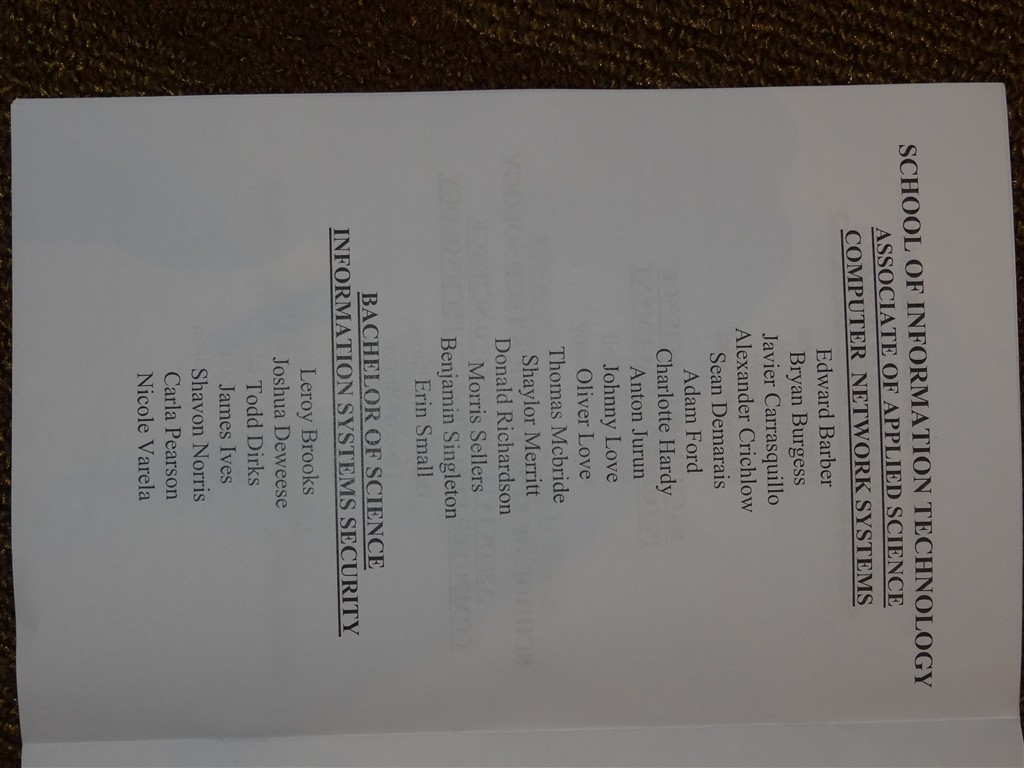 SCHOOL OF INFORMATION TECHNOLOGY
ASSOCIATE OF APPLIED SCIENCE
COMPUTER NETWORK SYSTEMS
Edward Barber
Bryan Burgess
Javier Carrasquillo
Alexander Crichlow
Sean Demarais
Adam Ford
Charlotte Hardy
Anton Jurun
Johnny Love
Oliver Love
Thomas Mcbride
Shaylor Merritt
Donald Richardson
Morris Sellers
Benjamin Singleton
Erin Small
BACHELOR OF SCIENCE
INFORMATION SYSTEMS SECURITY
Leroy Brooks
Joshua Deweese
Todd Dirks
James Ives
Shavon Norris
Carla Pearson
Nicole Varela